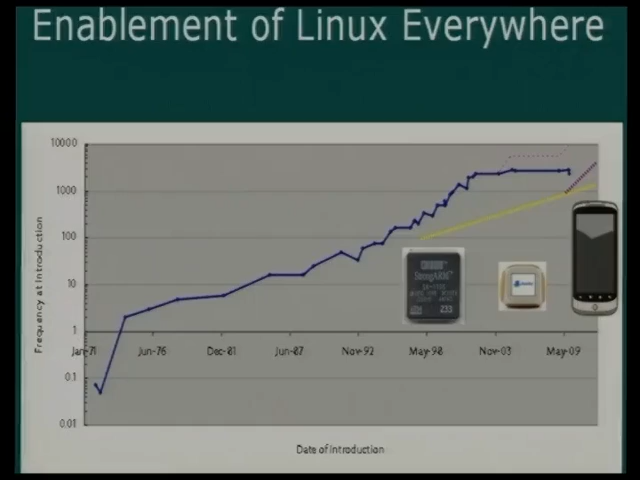 Enablement of Linux Everywhere
10000
1000
100
10
1
Jan-71 Jun-76 Dec-81 Jun-87 Nov-92 May-98 Nov-03 May-09
0.1
0.01
Frequency at Introduction
Date of Introduction
StrongARM
233